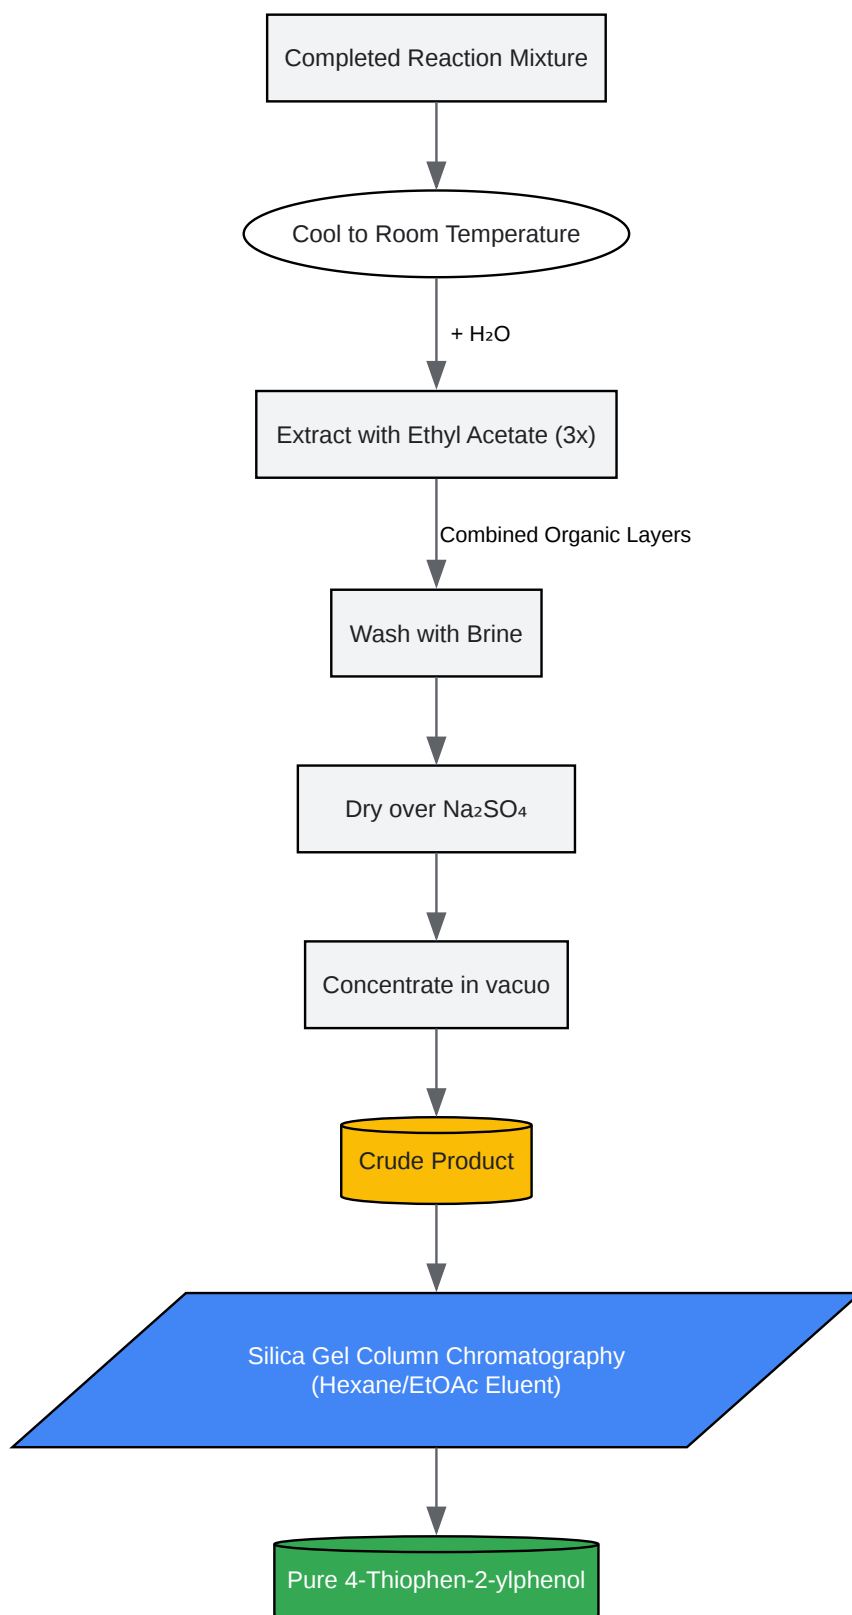 Completed Reaction Mixture
Cool to Room Temperature
+ H₂O
Extract with Ethyl Acetate (3x)
Combined Organic Layers
Wash with Brine
Dry over Na₂SO₄
Concentrate in vacuo
Crude Product
Silica Gel Column Chromatography
(Hexane/EtOAc Eluent)
Pure 4-Thiophen-2-ylphenol